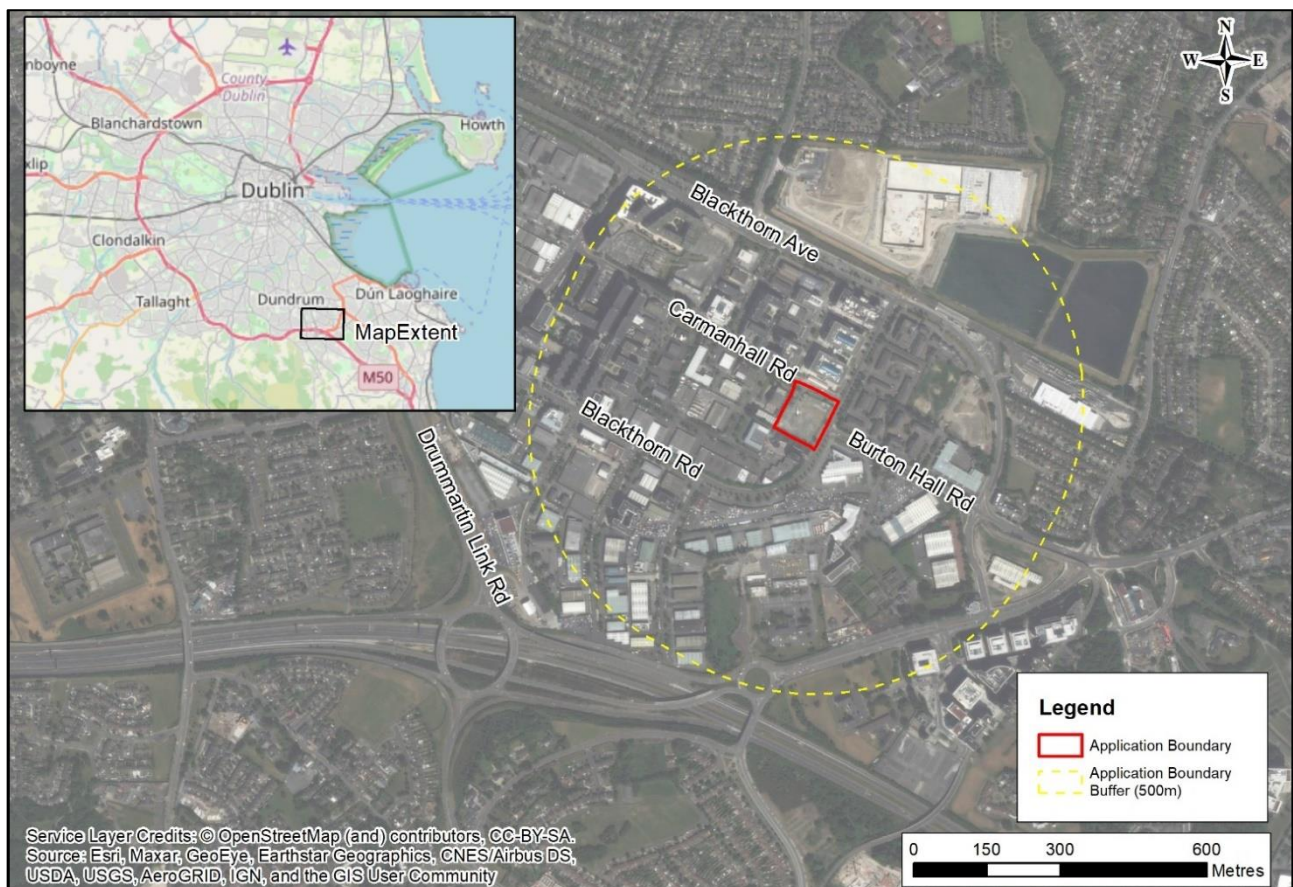 nboyne
County
Dublin
Blanchardstown
Howth
xlip
Dublin
Clondalkin
Tallaght
Dundrum
Dún Laoghaire
MapExtent
M50
N
W E
S
Blackthorn Ave
Carmanhall Rd
Blackthorn Rd
Burton Hall Rd
Drummartin Link Rd
Legend
Application Boundary
Application Boundary
Buffer (500m)
0 150 300 600
Metres
Service Layer Credits: © OpenStreetMap (and) contributors, CC-BY-SA.
Source: Esri, Maxar, GeoEye, Earthstar Geographics, CNES/Airbus DS,
USDA, USGS, AeroGRID, IGN, and the GIS User Community